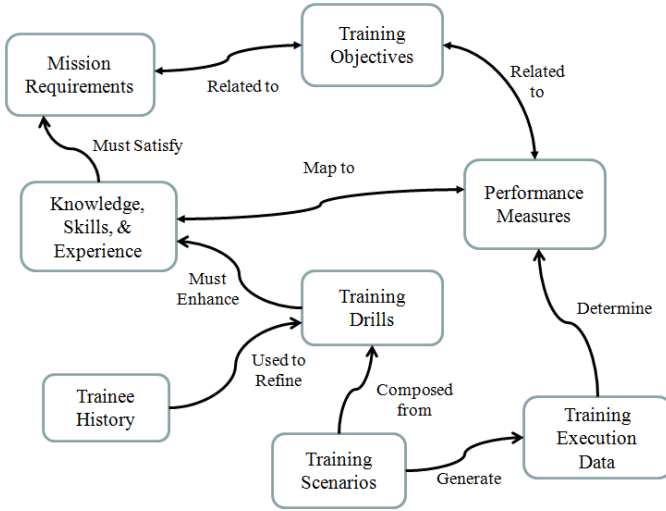 Training
Objectives
Mission
Requirements
Related to
Related
to
Must Satisfy
Map to
Knowledge,
Skills, &
Experience
Performance
Measures
Must
Enhance
Training
Drills
Determine
Used to
Refine
Trainee
History
Composed
from
Training
Execution
Data
Training
Scenarios
Generate